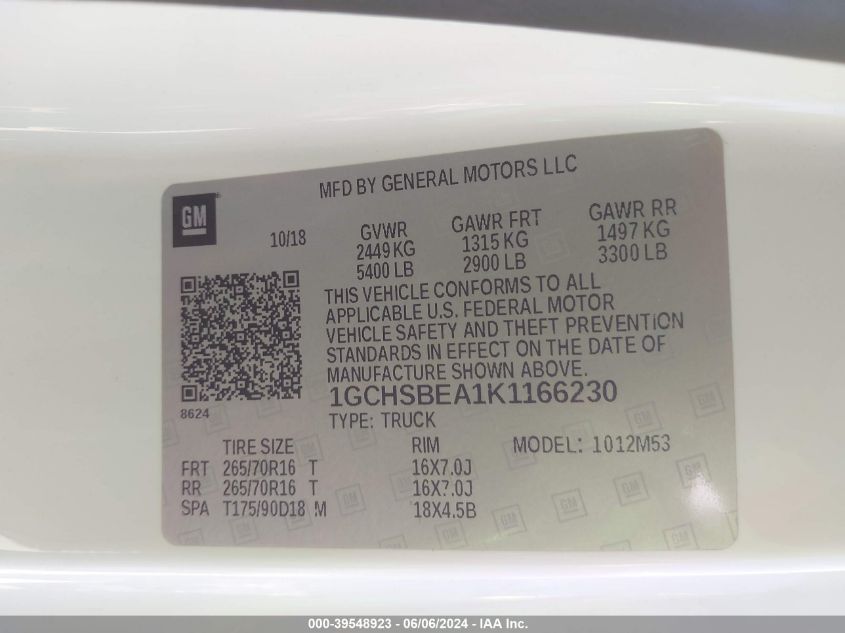 MFD BY GENERAL MOTORS LLC
GM
10/18
GVWR
2449 KG
5400 LB
GAWR FRT
1315 KG
2900 LB
GAWR RR
1497 KG
3300 LB
THIS VEHICLE CONFORMS TO ALL
APPLICABLE U.S. FEDERAL MOTOR
VEHICLE SAFETY AND THEFT PREVENTION
STANDARDS IN EFFECT ON THE DATE OF
MANUFACTURE SHOWN ABOVE.
8624
1GCHSBEA1K1166230
TYPE: TRUCK
TIRE SIZE RIM MODEL: 1012M53
FRT 265/70R16 T 16X7.0J
RR 265/70R16 T 16X7.0J
SPA T175/90D18 M 18X4.5B
000-39548923 - 06/06/2024 - IAA Inc.